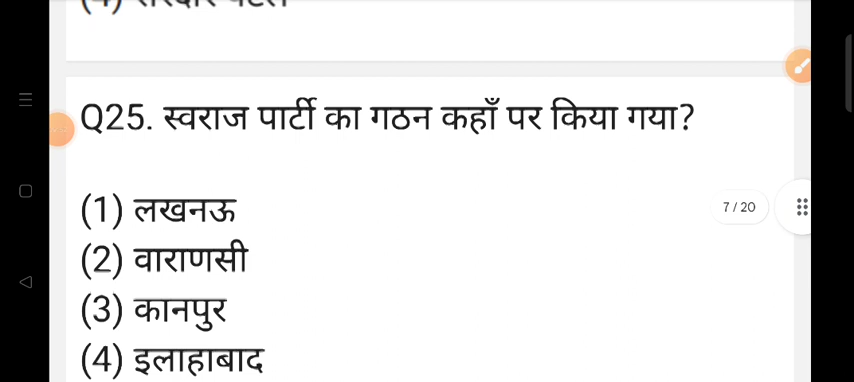 Q25. स्वराज पार्टी का गठन कहाँ पर किया गया?
(1) लखनऊ
(2) वाराणसी
7 / 20
(3) कानपुर
(4) इलाहाबाद